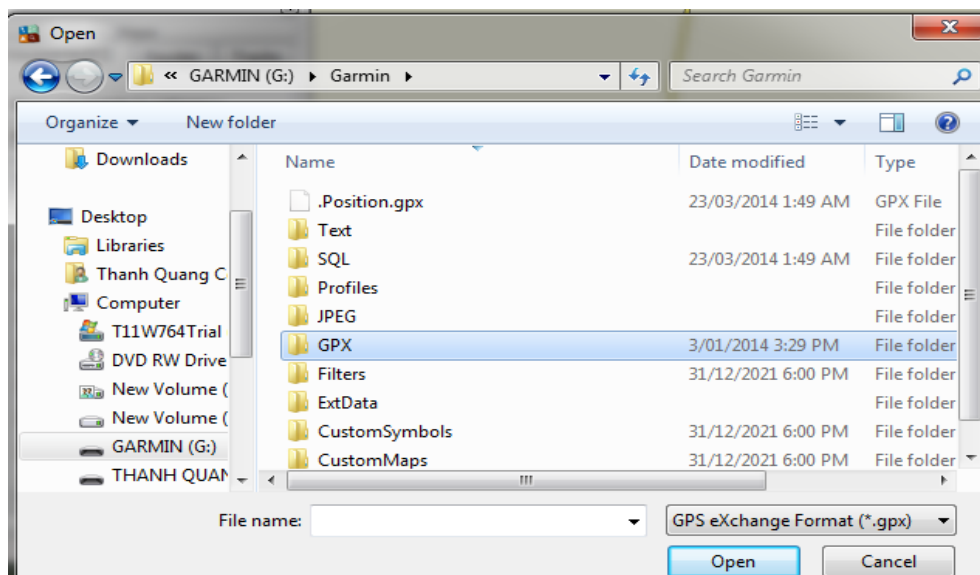 Open
« GARMIN (G:) Garmin
Search Garmin
Organize New folder
Downloads
Desktop
Libraries
Thanh Quang C
Computer
T11W764Trial
DVD RW Drive
New Volume (
New Volume (
GARMIN (G:)
THANH QUAN
Name Date modified Type
.Position.gpx 23/03/2014 1:49 AM GPX File
Text File folder
SQL 23/03/2014 1:49 AM File folder
Profiles File folder
JPEG File folder
GPX 3/01/2014 3:29 PM File folder
Filters 31/12/2021 6:00 PM File folder
ExtData File folder
CustomSymbols 31/12/2021 6:00 PM File folder
CustomMaps 31/12/2021 6:00 PM File folder
File name: GPS eXchange Format (*.gpx)
Open Cancel